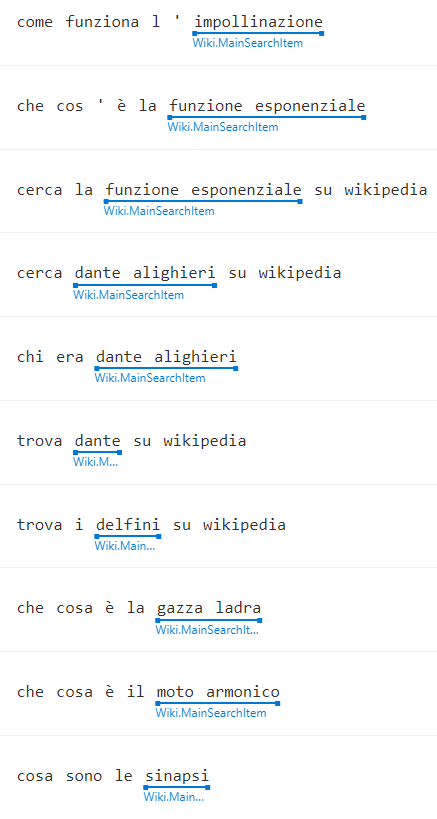 come funziona l ' impollinazione
Wiki.MainSearchItem
che cos ' è la funzione esponenziale
Wiki.MainSearchItem
cerca la funzione esponenziale su wikipedia
Wiki.MainSearchItem
cerca dante alighieri su wikipedia
Wiki.MainSearchItem
chi era dante alighieri
Wiki.MainSearchItem
trova dante su wikipedia
Wiki.M...
trova i delfini su wikipedia
Wiki.Main...
che cosa è la gazza ladra
Wiki.MainSearchIt...
che cosa è il moto armonico
Wiki.MainSearchItem
cosa sono le sinapsi
Wiki.Main...